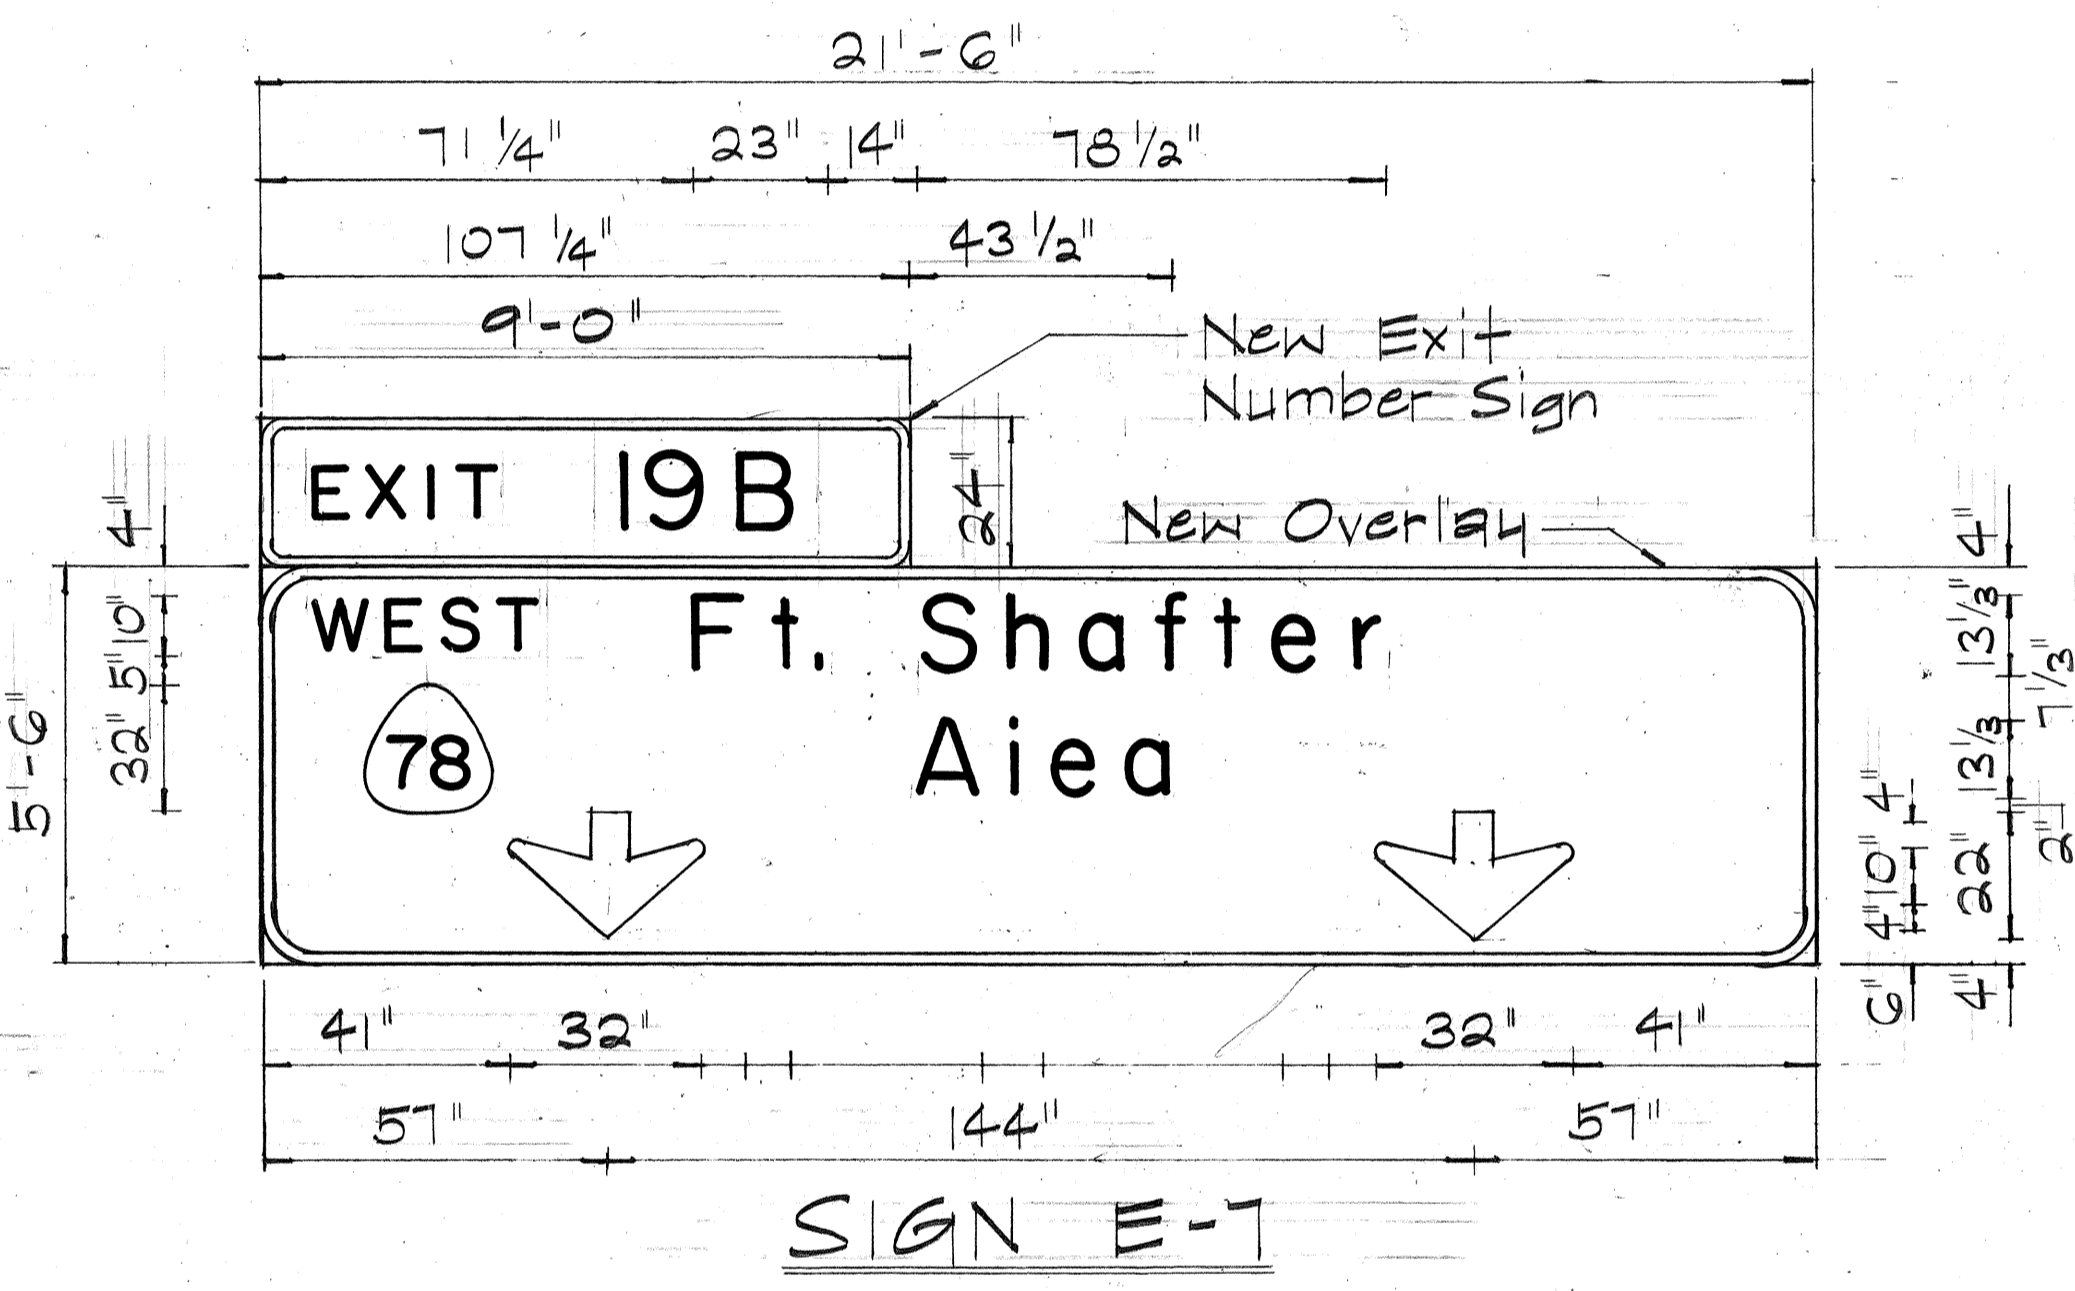 21'-6"
71 1/4" 23" 14" 78 1/2"
107 1/4" 43 1/2"
9'-0"
New Exit
Number Sign
EXIT 19B
24"
New Overlay
4"
4"
WEST Ft. Shafter
10"
5"
32"
5'-6"
78
Aiea
13 1/3"
7 1/3"
13 1/3"
2"
22"
4"
4"
10"
4"
6"
41" 32" 32" 41"
57" 144" 57"
SIGN E-7